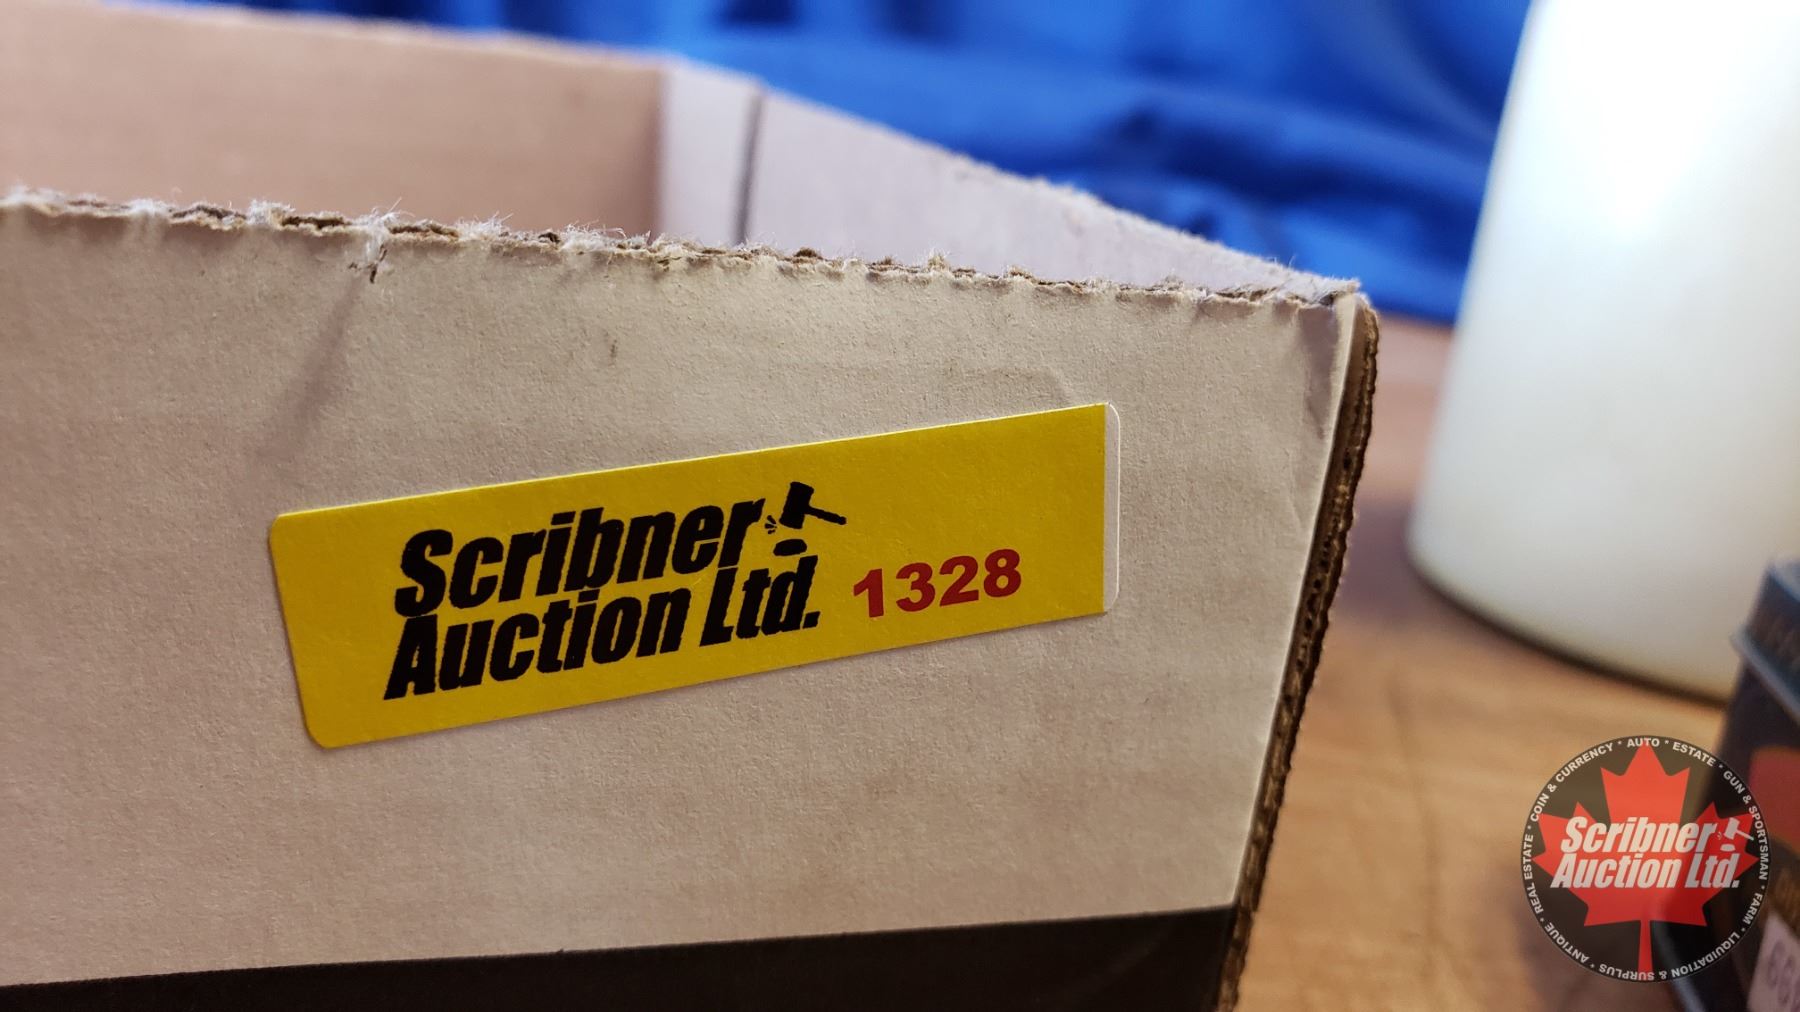 Scribner
Auction Ltd.
1328
COIN & CURRENCY * AUTO * ESTATE * GUN & SPORTSMAN * FARM * LIQUIDATION & SURPLUS * ANTIQUE * REAL ESTATE *
Scribner
Auction Ltd.